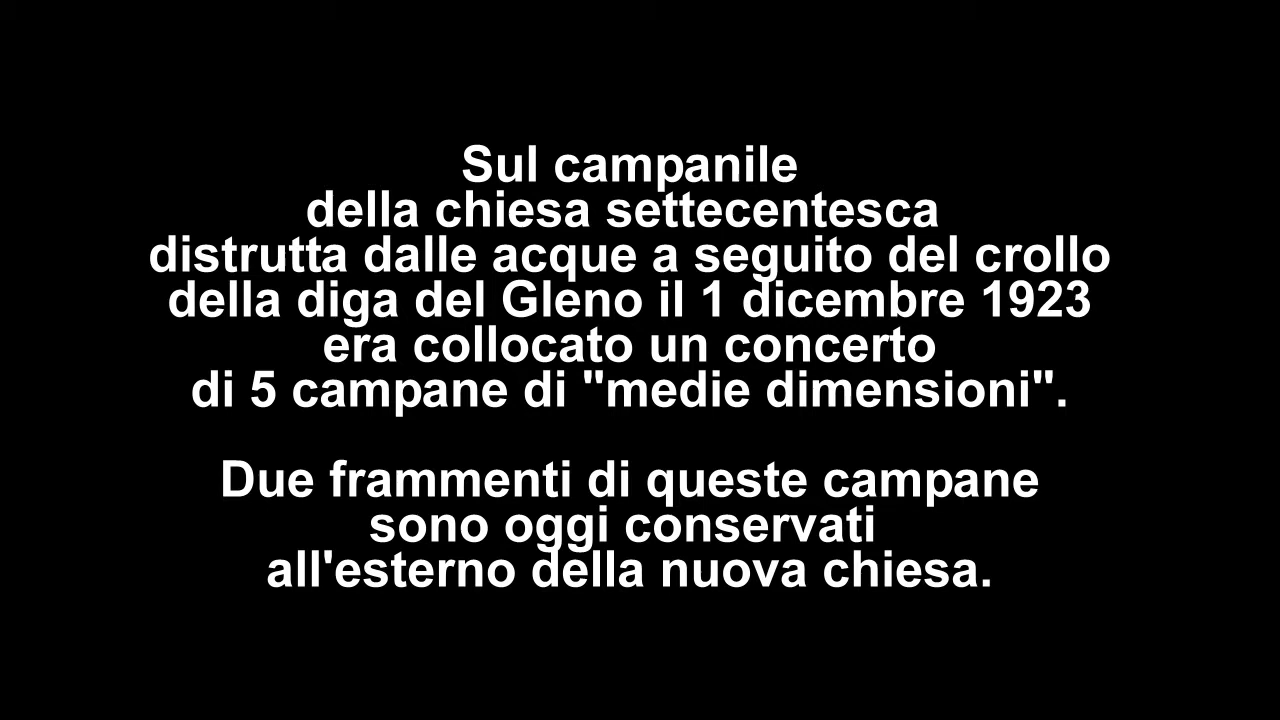 Sul campanile
della chiesa settecentesca
distrutta dalle acque a seguito del crollo
della diga del Gleno il 1 dicembre 1923
era collocato un concerto
di 5 campane di "medie dimensioni".
Due frammenti di queste campane
sono oggi conservati
all'esterno della nuova chiesa.